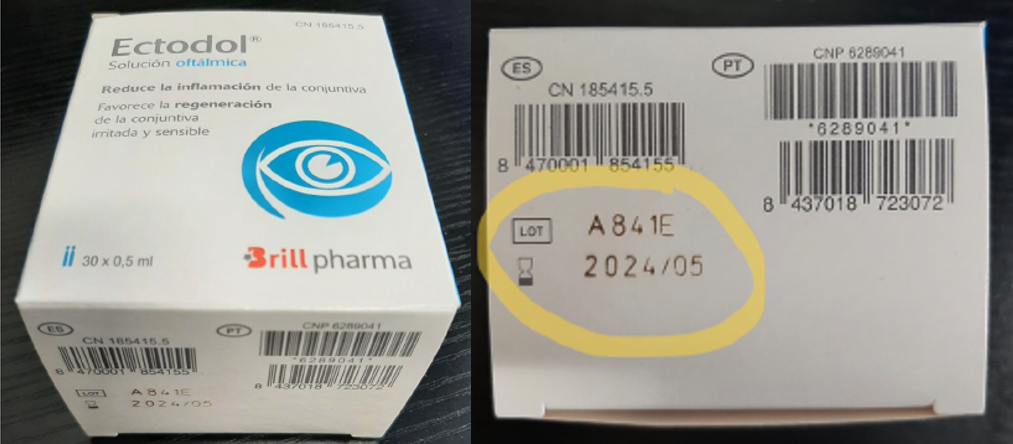 CN 185415.5
Ectodol®
Solución oftálmica
Reduce la inflamación de la conjuntiva
Favorece la regeneración
de la conjuntiva
irritada y sensible
30 x 0,5 ml
Brill pharma
ES
PT
CNP 6289041
CN 185415.5
*6289041*
8 470001 854155
8 437018 723072
LOT A841E
2024/05
ES
PT
CNP 6289041
CN 185415.5
*6289041*
8 470001 854155
8 437018 723072
LOT A841E
2024/05